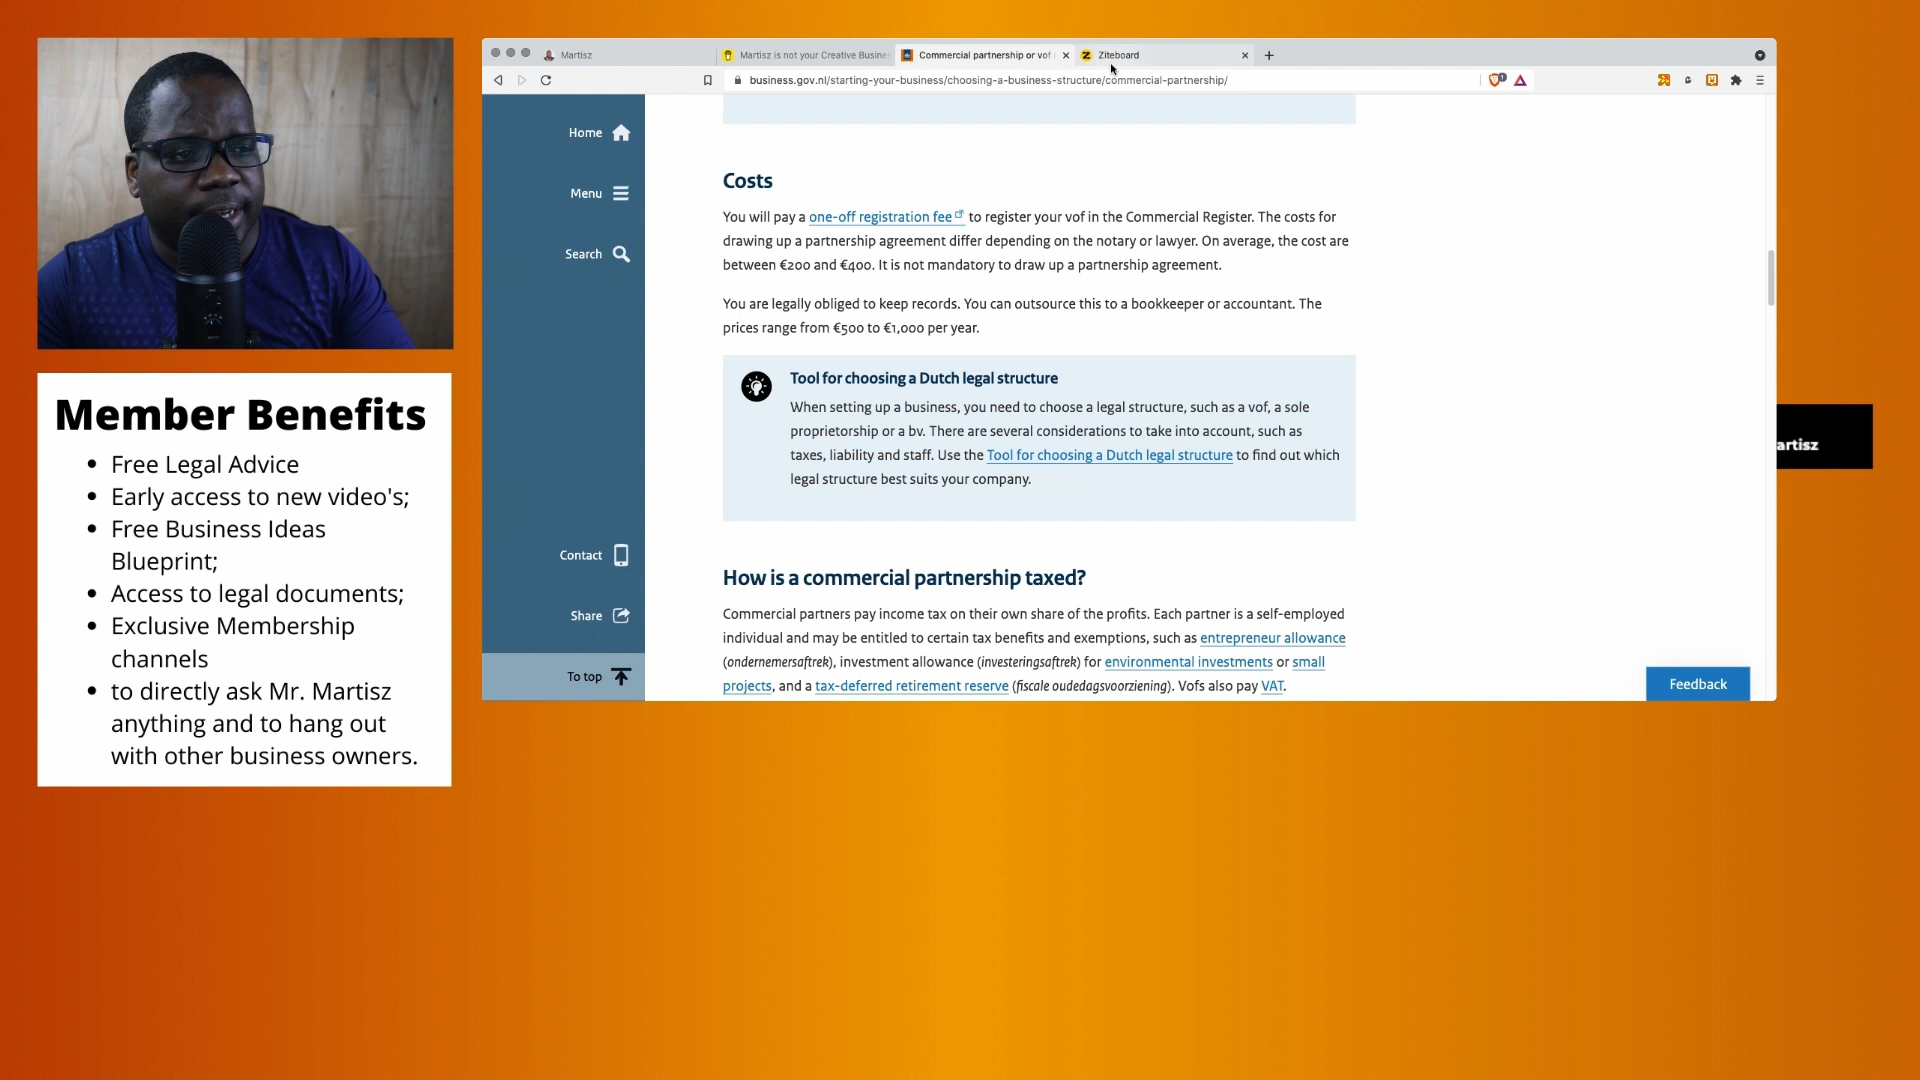 Martisz
Martisz is not your Creative Busine
Commercial partnership or vof
Ziteboard
business.gov.nl/starting-your-business/choosing-a-business-structure/commercial-partnership/
Home
Menu
Search
Contact
Share
To top
Costs
You will pay a one-off registration fee to register your vof in the Commercial Register. The costs for
drawing up a partnership agreement differ depending on the notary or lawyer. On average, the cost are
between €200 and €400. It is not mandatory to draw up a partnership agreement.
You are legally obliged to keep records. You can outsource this to a bookkeeper or accountant. The
prices range from €500 to €1,000 per year.
Tool for choosing a Dutch legal structure
When setting up a business, you need to choose a legal structure, such as a vof, a sole
proprietorship or a bv. There are several considerations to take into account, such as
taxes, liability and staff. Use the Tool for choosing a Dutch legal structure to find out which
legal structure best suits your company.
How is a commercial partnership taxed?
Commercial partners pay income tax on their own share of the profits. Each partner is a self-employed
individual and may be entitled to certain tax benefits and exemptions, such as entrepreneur allowance
(ondernemersaftrek), investment allowance (investeringsaftrek) for environmental investments or small
projects, and a tax-deferred retirement reserve (fiscale oudedagsvoorziening). Vofs also pay VAT.
Feedback
artisz
Member Benefits
• Free Legal Advice
• Early access to new video's;
• Free Business Ideas
Blueprint;
• Access to legal documents;
• Exclusive Membership
channels
• to directly ask Mr. Martisz
anything and to hang out
with other business owners.